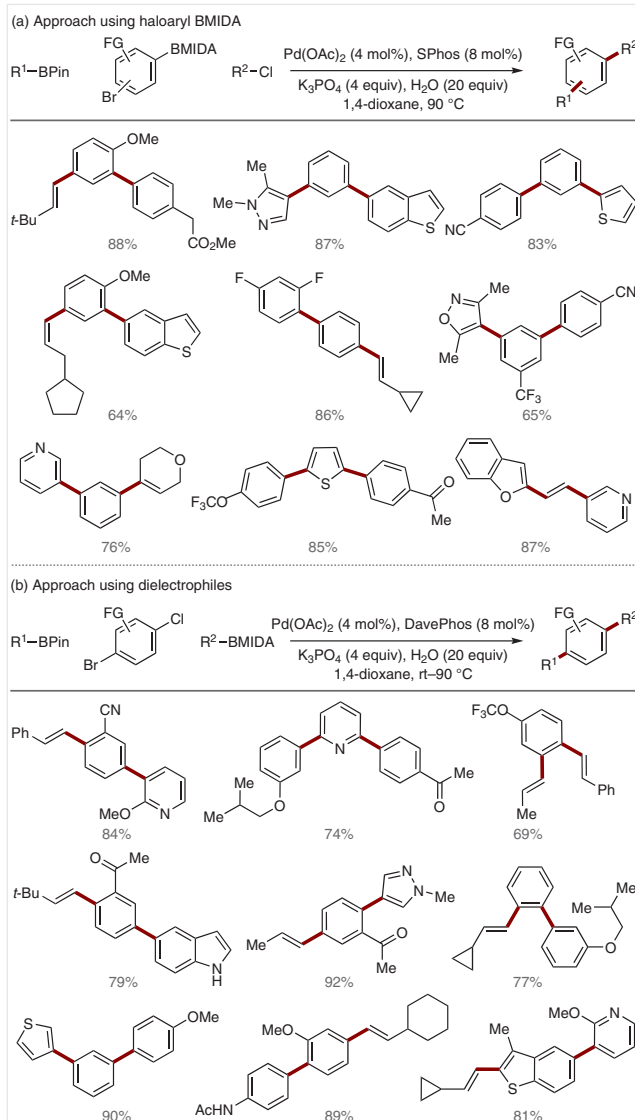 (a) Approach using haloaryl BMIDA
R¹–BPin
FG
BMIDA
Br
R²–Cl
Pd(OAc)₂ (4 mol%), SPhos (8 mol%)
K₃PO₄ (4 equiv), H₂O (20 equiv)
1,4-dioxane, 90 °C
FG
R²
R¹
OMe
t-Bu
CO₂Me
88%
Me
Me
N
N
S
87%
NC
S
83%
OMe
S
64%
F
F
86%
N
O
Me
Me
CF₃
CN
65%
N
O
76%
F₃CO
S
O
Me
85%
O
N
87%
(b) Approach using dielectrophiles
R¹–BPin
FG
Cl
Br
R²–BMIDA
Pd(OAc)₂ (4 mol%), DavePhos (8 mol%)
K₃PO₄ (4 equiv), H₂O (20 equiv)
1,4-dioxane, rt–90 °C
FG
R²
R¹
CN
Ph
MeO
N
84%
N
Me
Me
O
Me
O
74%
F₃CO
Me
Ph
69%
O
Me
t-Bu
N
H
79%
N
N
Me
Me
O
Me
92%
Me
Me
O
77%
S
OMe
90%
MeO
AcHN
89%
MeO
N
Me
S
81%